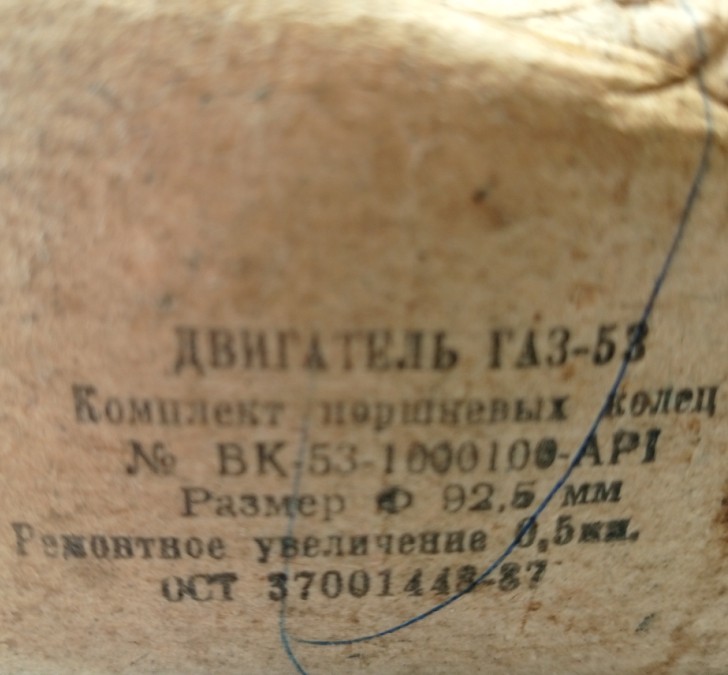 ДВИГАТЕЛЬ ГАЗ-53
Комплект поршневых колец
№ ВК-53-1000100-АР1
Размер Ф 92,5 мм
Ремонтное увеличение 0,5мм.
ОСТ 37001443-87